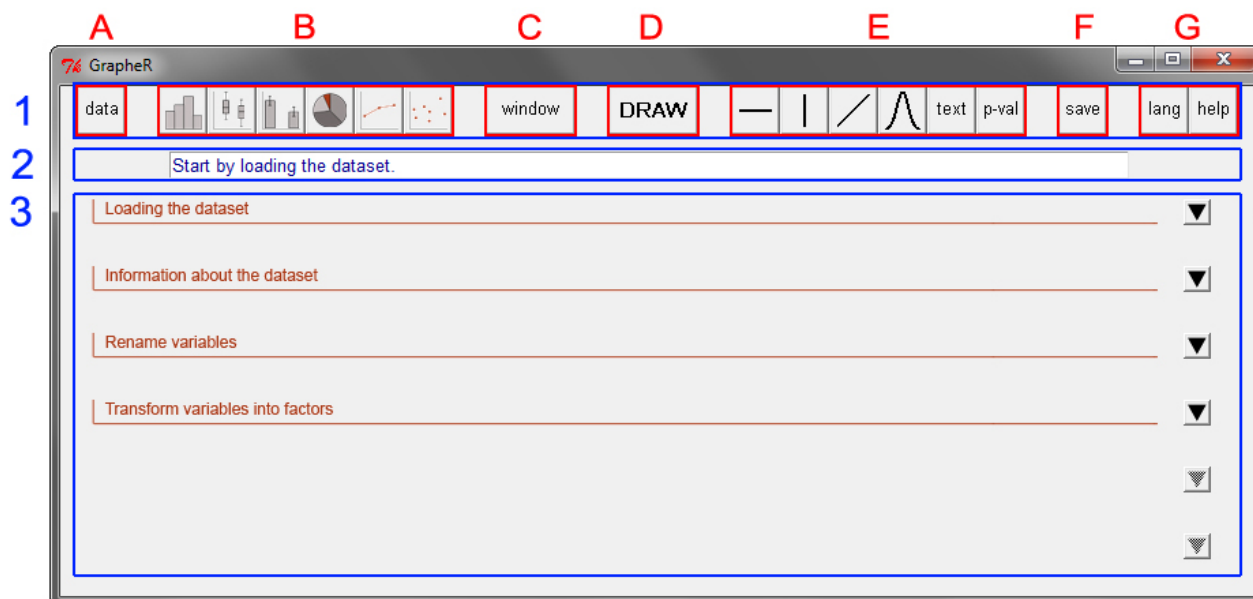 A B C D E F G
GrapheR
1 data window DRAW text p-val save lang help
2 Start by loading the dataset.
3 Loading the dataset
Information about the dataset
Rename variables
Transform variables into factors